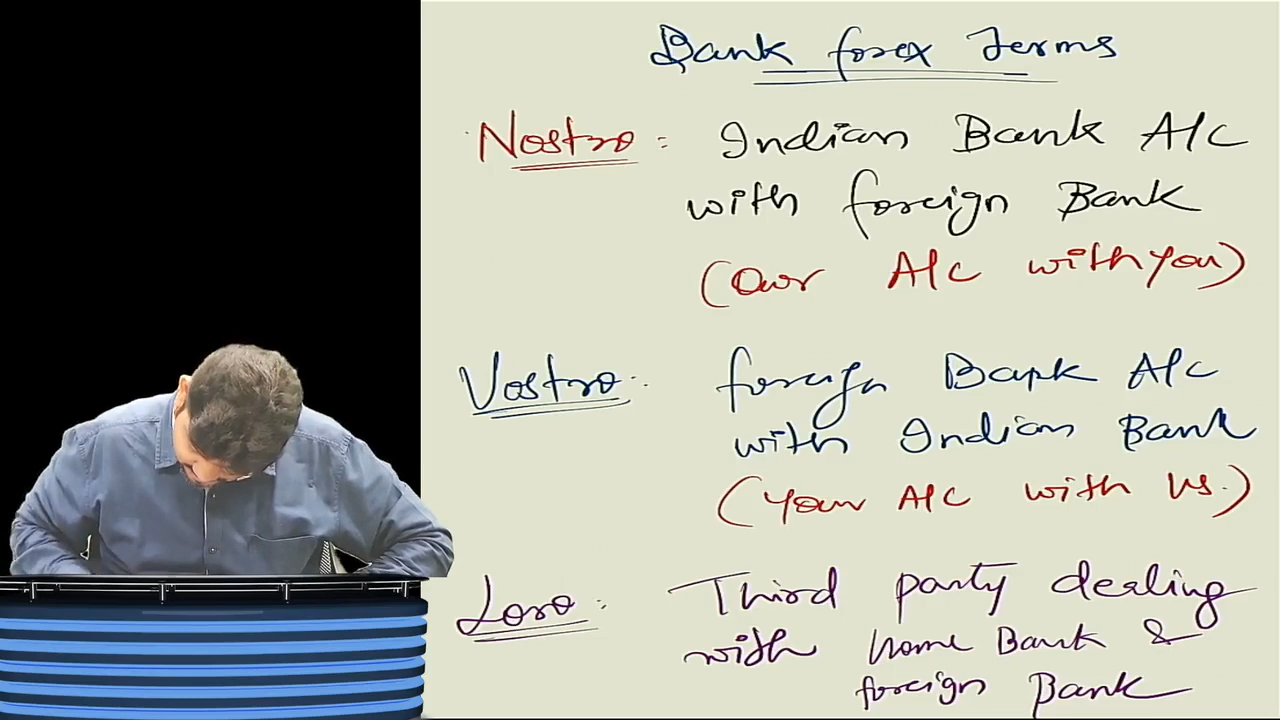 Bank forex Terms
Nostro : Indian Bank A/c
with foreign Bank
(Our A/c with you)
Vostro : foreign Bank A/c
with Indian Bank
(Your A/c with us.)
Loro : Third party dealing
with home Bank &
foreign Bank